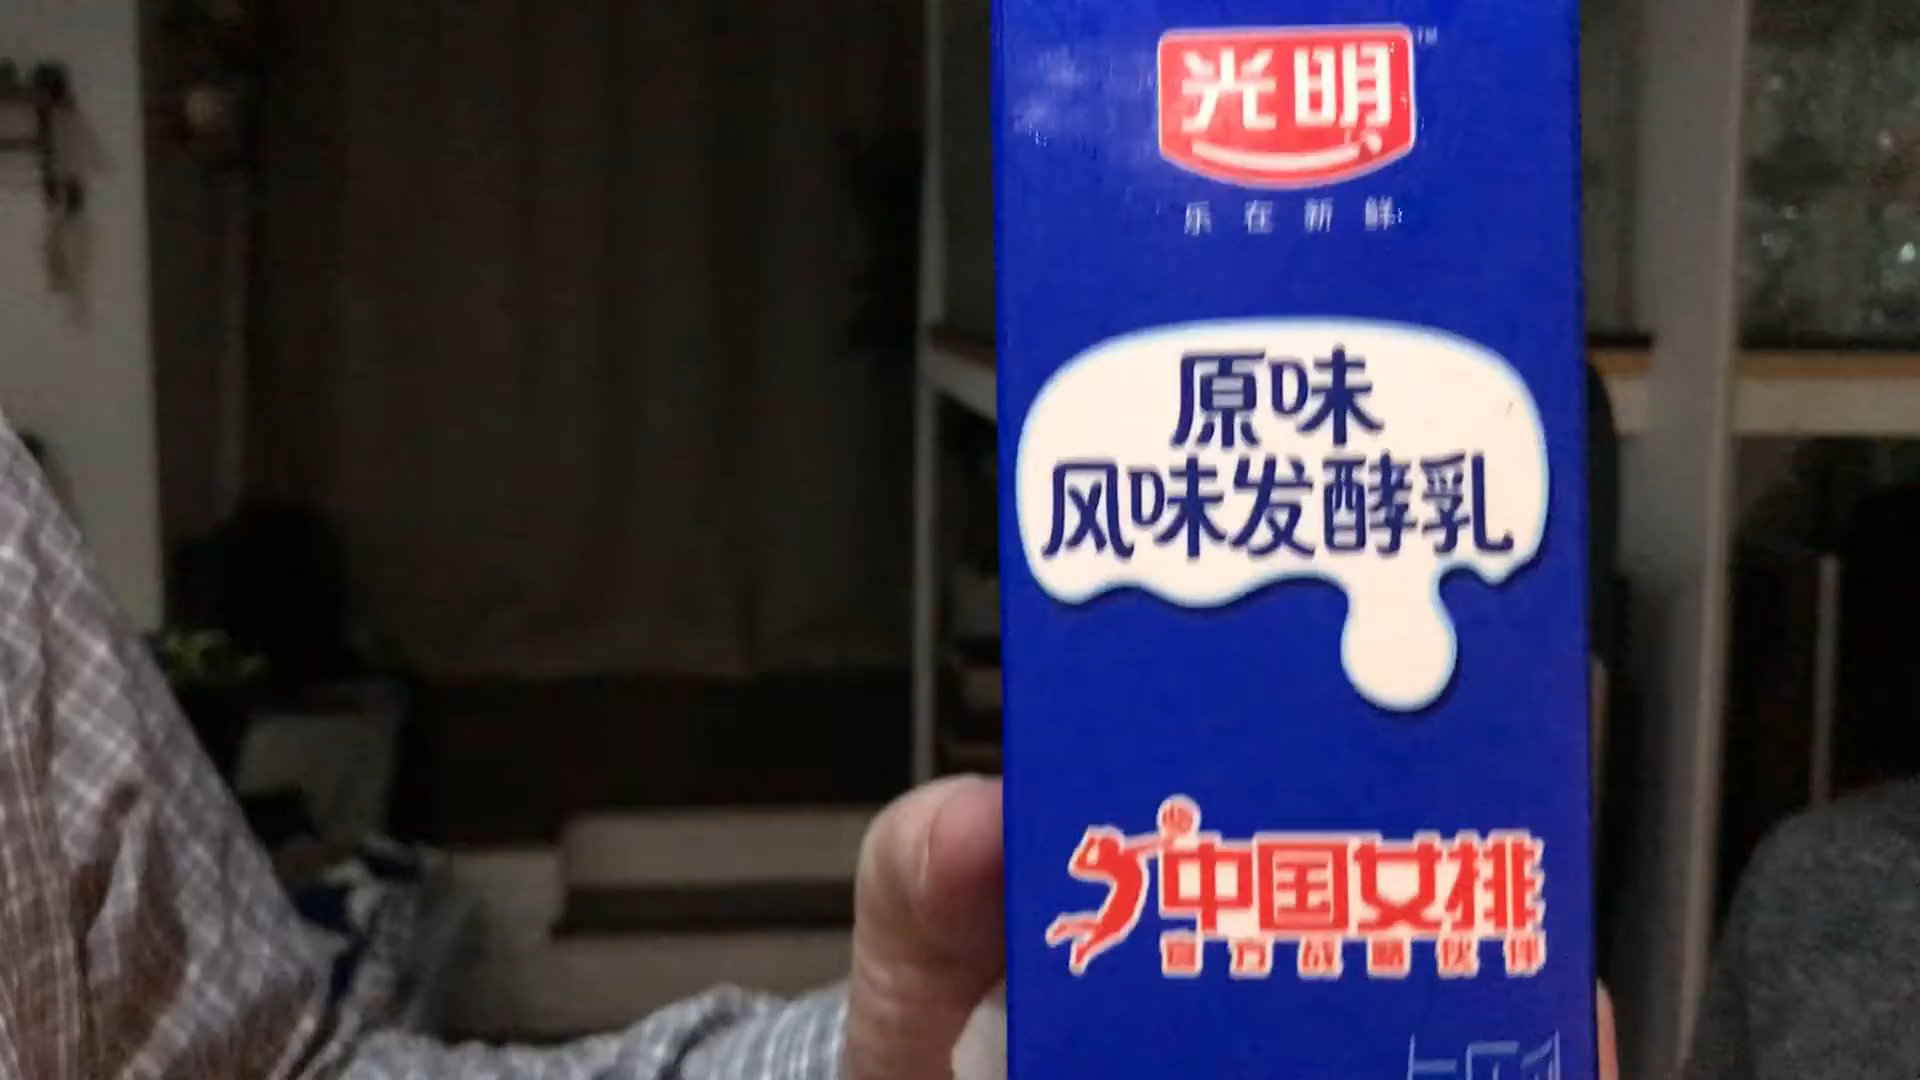 光明
TM
乐在新鲜
原味
风味发酵乳
中国女排
官方战略伙伴